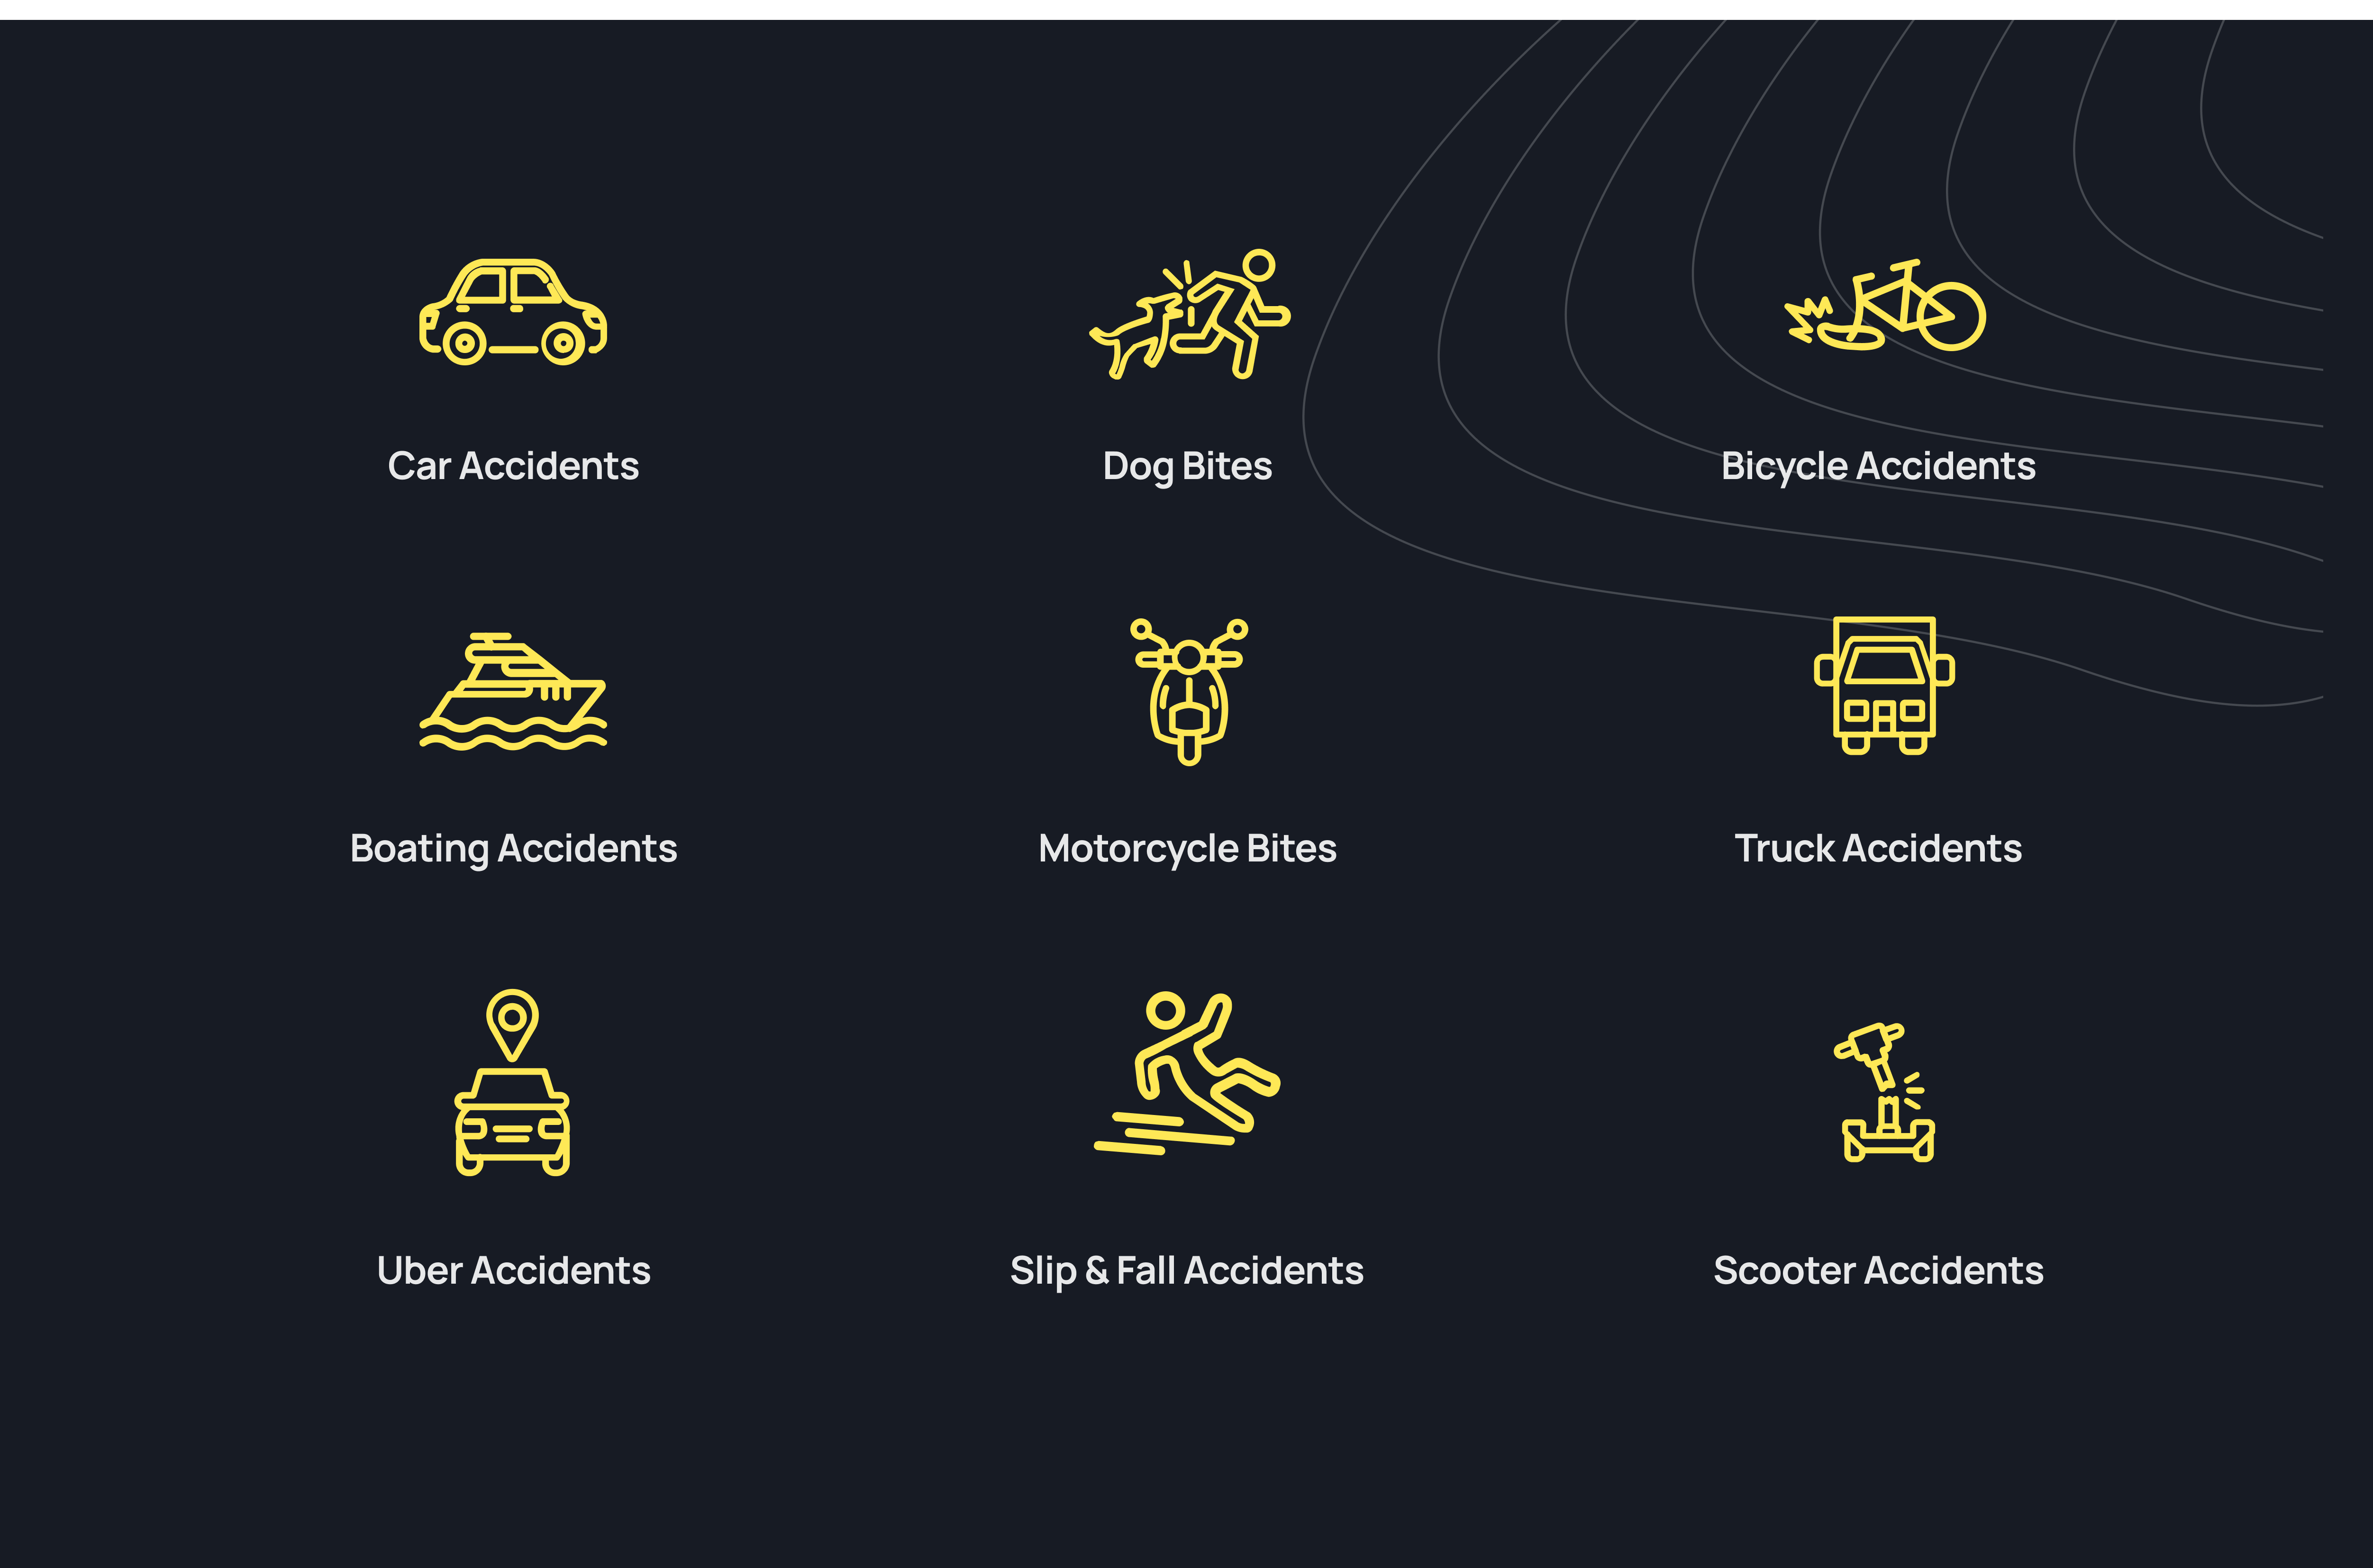 Car Accidents
Dog Bites
Bicycle Accidents
Boating Accidents
Motorcycle Bites
Truck Accidents
Uber Accidents
Slip & Fall Accidents
Scooter Accidents